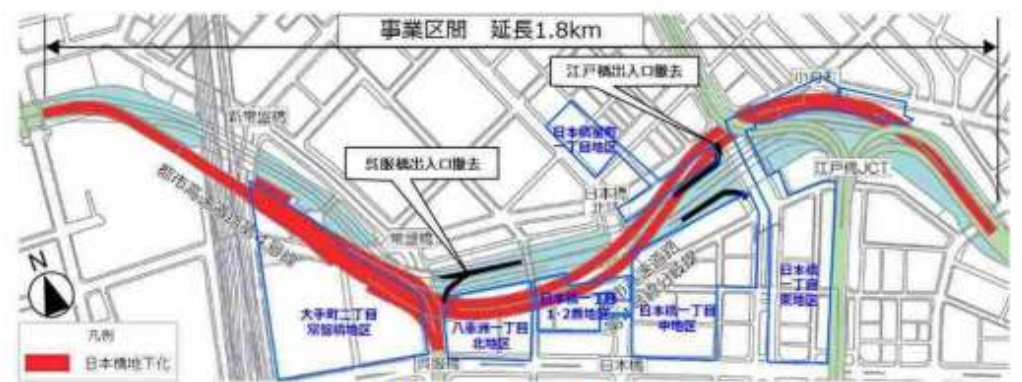 事業区間　延長1.8km
江戸橋出入口撤去
小舟町
新常盤橋
日本橋室町
一丁目地区
呉服橋出入口撤去
江戸橋JCT
日本橋
常盤橋
N
大手町二丁目
常盤橋地区
八重洲一丁目
北地区
日本橋一丁目
1・2番地区
日本橋一丁目
中地区
日本橋
一丁目
東地区
呉服橋
日本橋
凡例
日本橋地下化